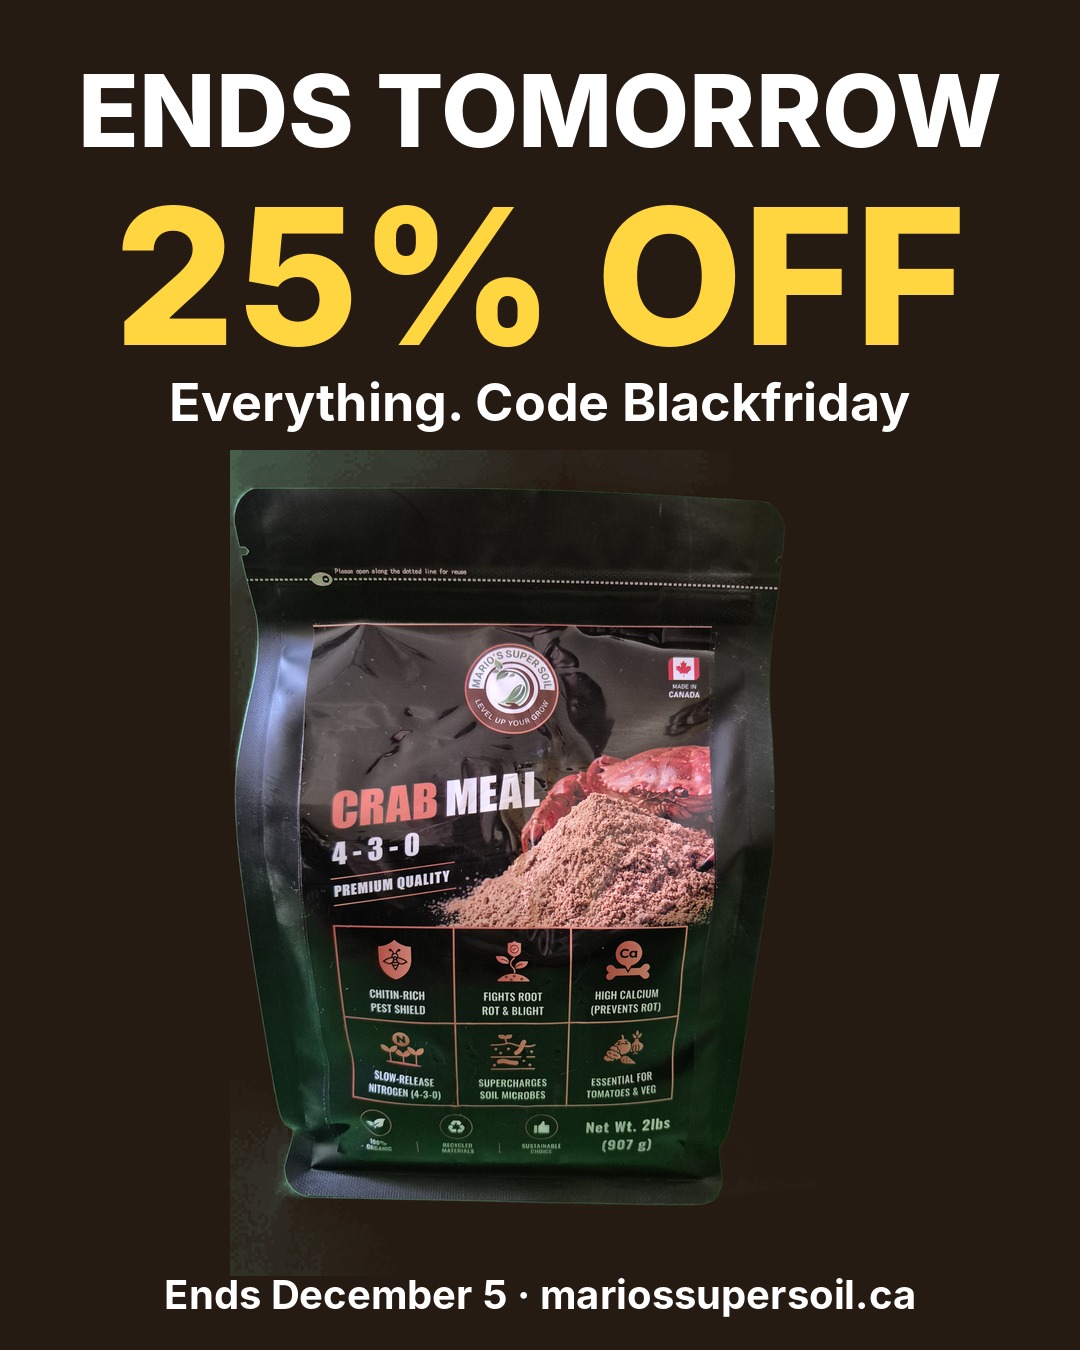 ENDS TOMORROW
25% OFF
Everything. Code Blackfriday
Please open along the dotted line for reuse
MARIO'S SUPER SOIL
LEVEL UP YOUR GROW
MADE IN
CANADA
CRAB MEAL
4-3-0
PREMIUM QUALITY
CHITIN-RICH
PEST SHIELD
FIGHTS ROOT
ROT & BLIGHT
Ca
HIGH CALCIUM
(PREVENTS ROT)
N
SLOW-RELEASE
NITROGEN (4-3-0)
SUPERCHARGES
SOIL MICROBES
ESSENTIAL FOR
TOMATOES & VEG
100%
ORGANIC
RECYCLED
MATERIALS
SUSTAINABLE
CHOICE
Net Wt. 2lbs
(907 g)
Ends December 5 · mariossupersoil.ca